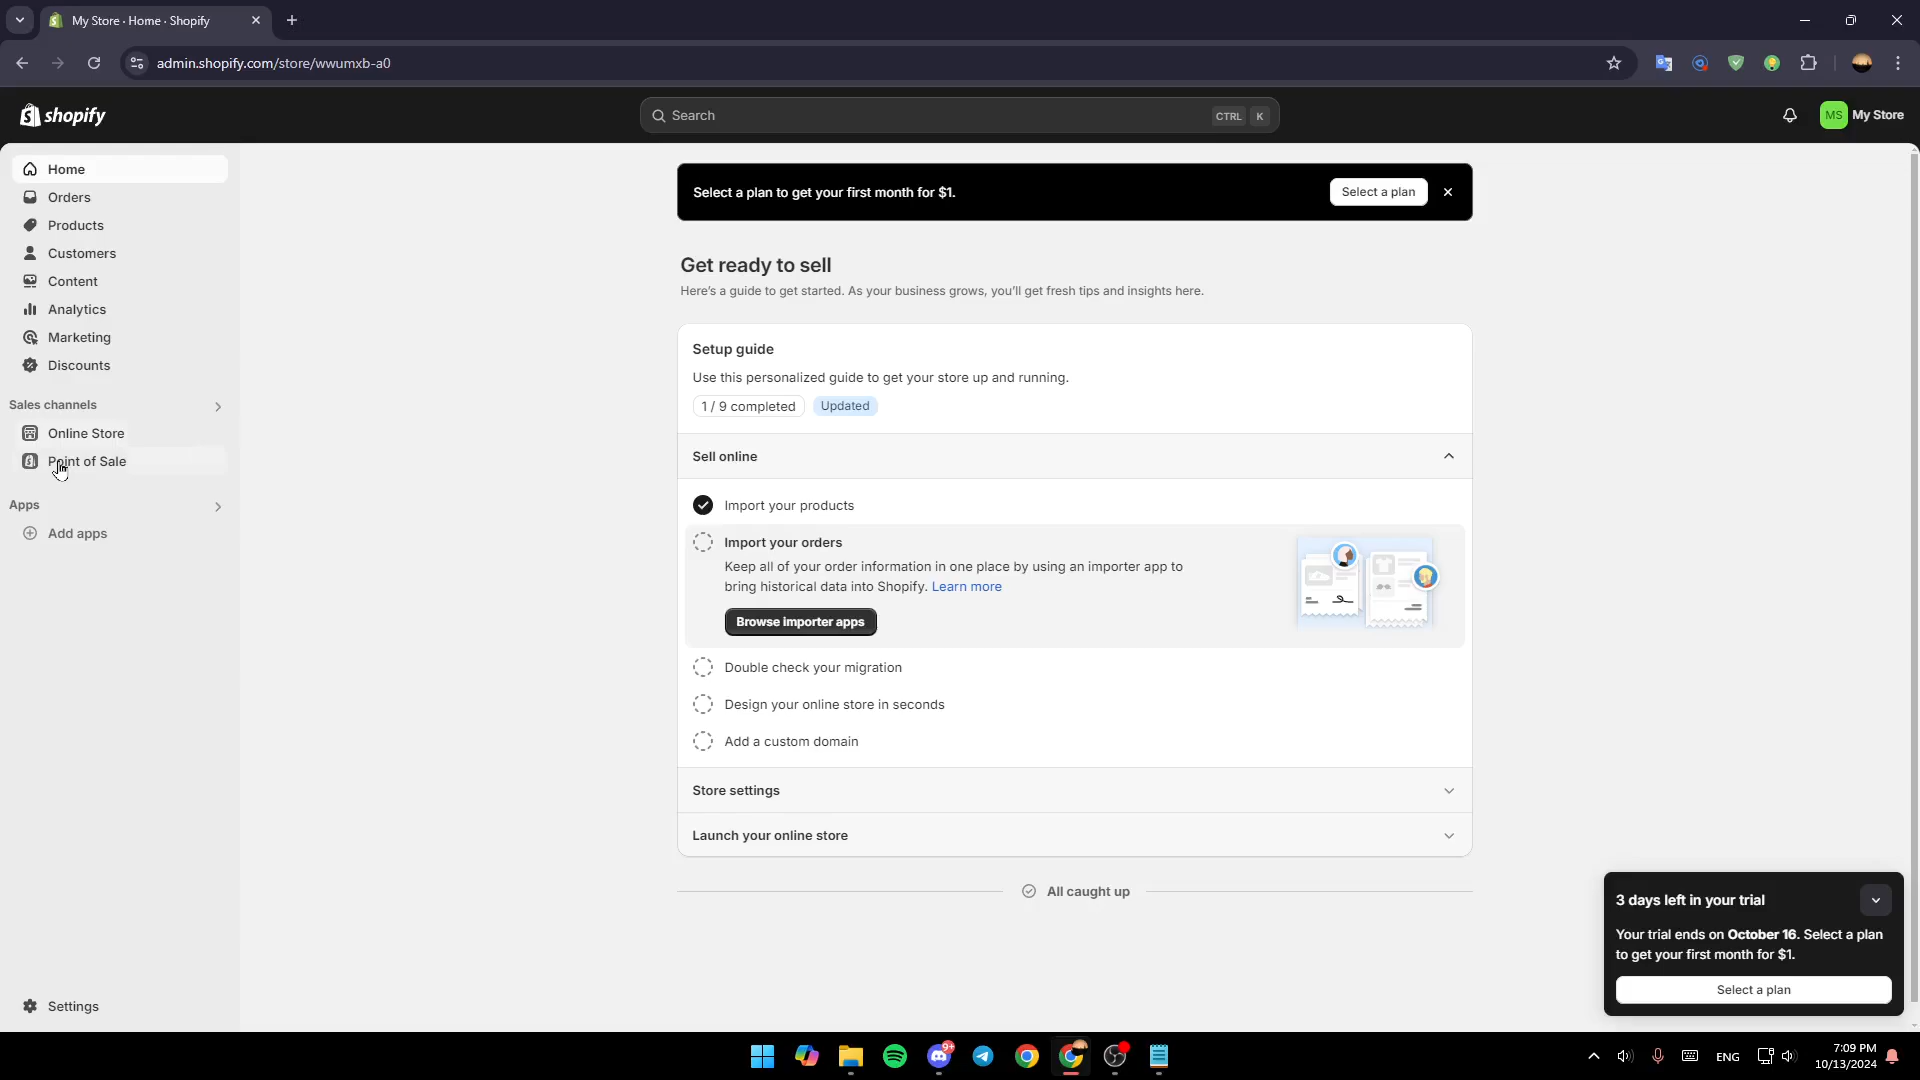 My Store · Home · Shopify
admin.shopify.com/store/wwumxb-a0
shopify
Search
CTRL K
MS My Store
Home
Orders
Products
Customers
Content
Analytics
Marketing
Discounts
Sales channels
Online Store
Point of Sale
Apps
Add apps
Settings
Select a plan to get your first month for $1.
Select a plan
Get ready to sell
Here's a guide to get started. As your business grows, you'll get fresh tips and insights here.
Setup guide
Use this personalized guide to get your store up and running.
1 / 9 completed
Updated
Sell online
Import your products
Import your orders
Keep all of your order information in one place by using an importer app to
bring historical data into Shopify. Learn more
Browse importer apps
Double check your migration
Design your online store in seconds
Add a custom domain
Store settings
Launch your online store
All caught up
3 days left in your trial
Your trial ends on October 16. Select a plan
to get your first month for $1.
Select a plan
9+
ENG
7:09 PM
10/13/2024